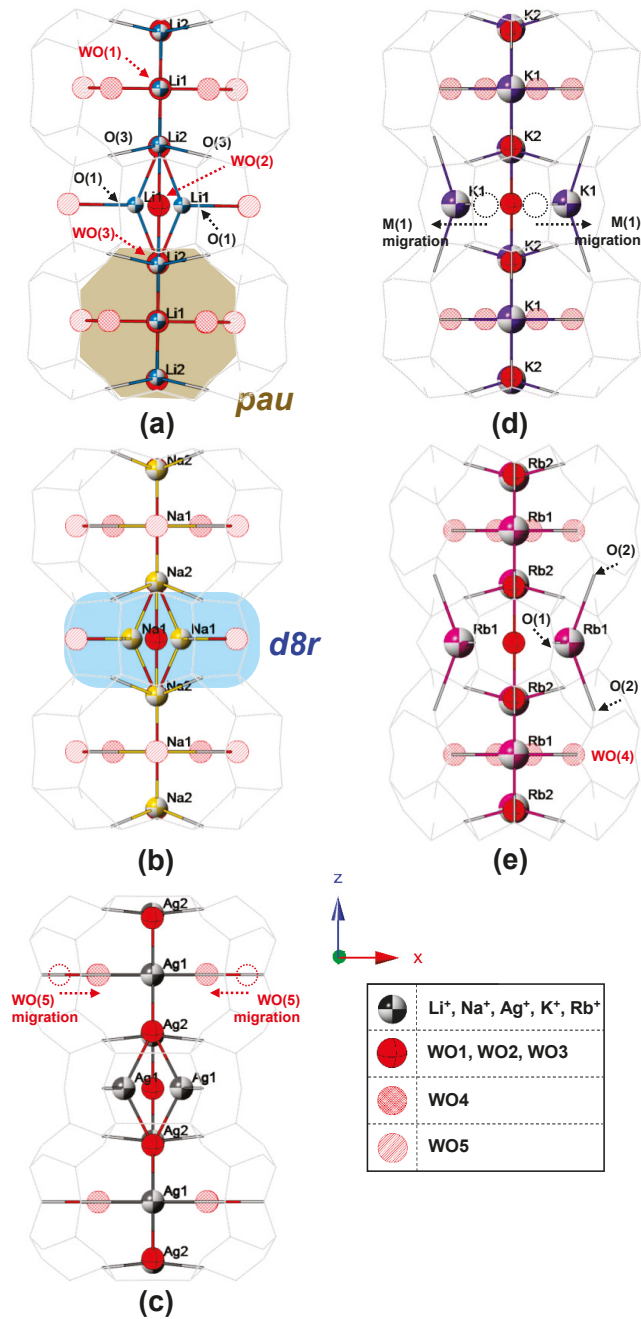 Li2
WO(1)
Li1
O(3)
Li2
O(3)
WO(2)
O(1)
Li1
Li1
O(1)
WO(3)
Li2
Li1
Li2
pau
(a)
Na2
Na1
Na2
Na1
Na1
d8r
Na2
Na1
Na2
(b)
Ag2
Ag1
WO(5)
migration
WO(5)
migration
Ag2
Ag1
Ag1
Ag2
Ag1
Ag2
(c)
K2
K1
K2
K1
K1
M(1)
migration
M(1)
migration
K2
K1
K2
(d)
Rb2
Rb1
Rb2
O(2)
O(1)
Rb1
Rb1
O(2)
Rb2
Rb1
WO(4)
Rb2
(e)
z
x
Li⁺, Na⁺, Ag⁺, K⁺, Rb⁺
WO1, WO2, WO3
WO4
WO5